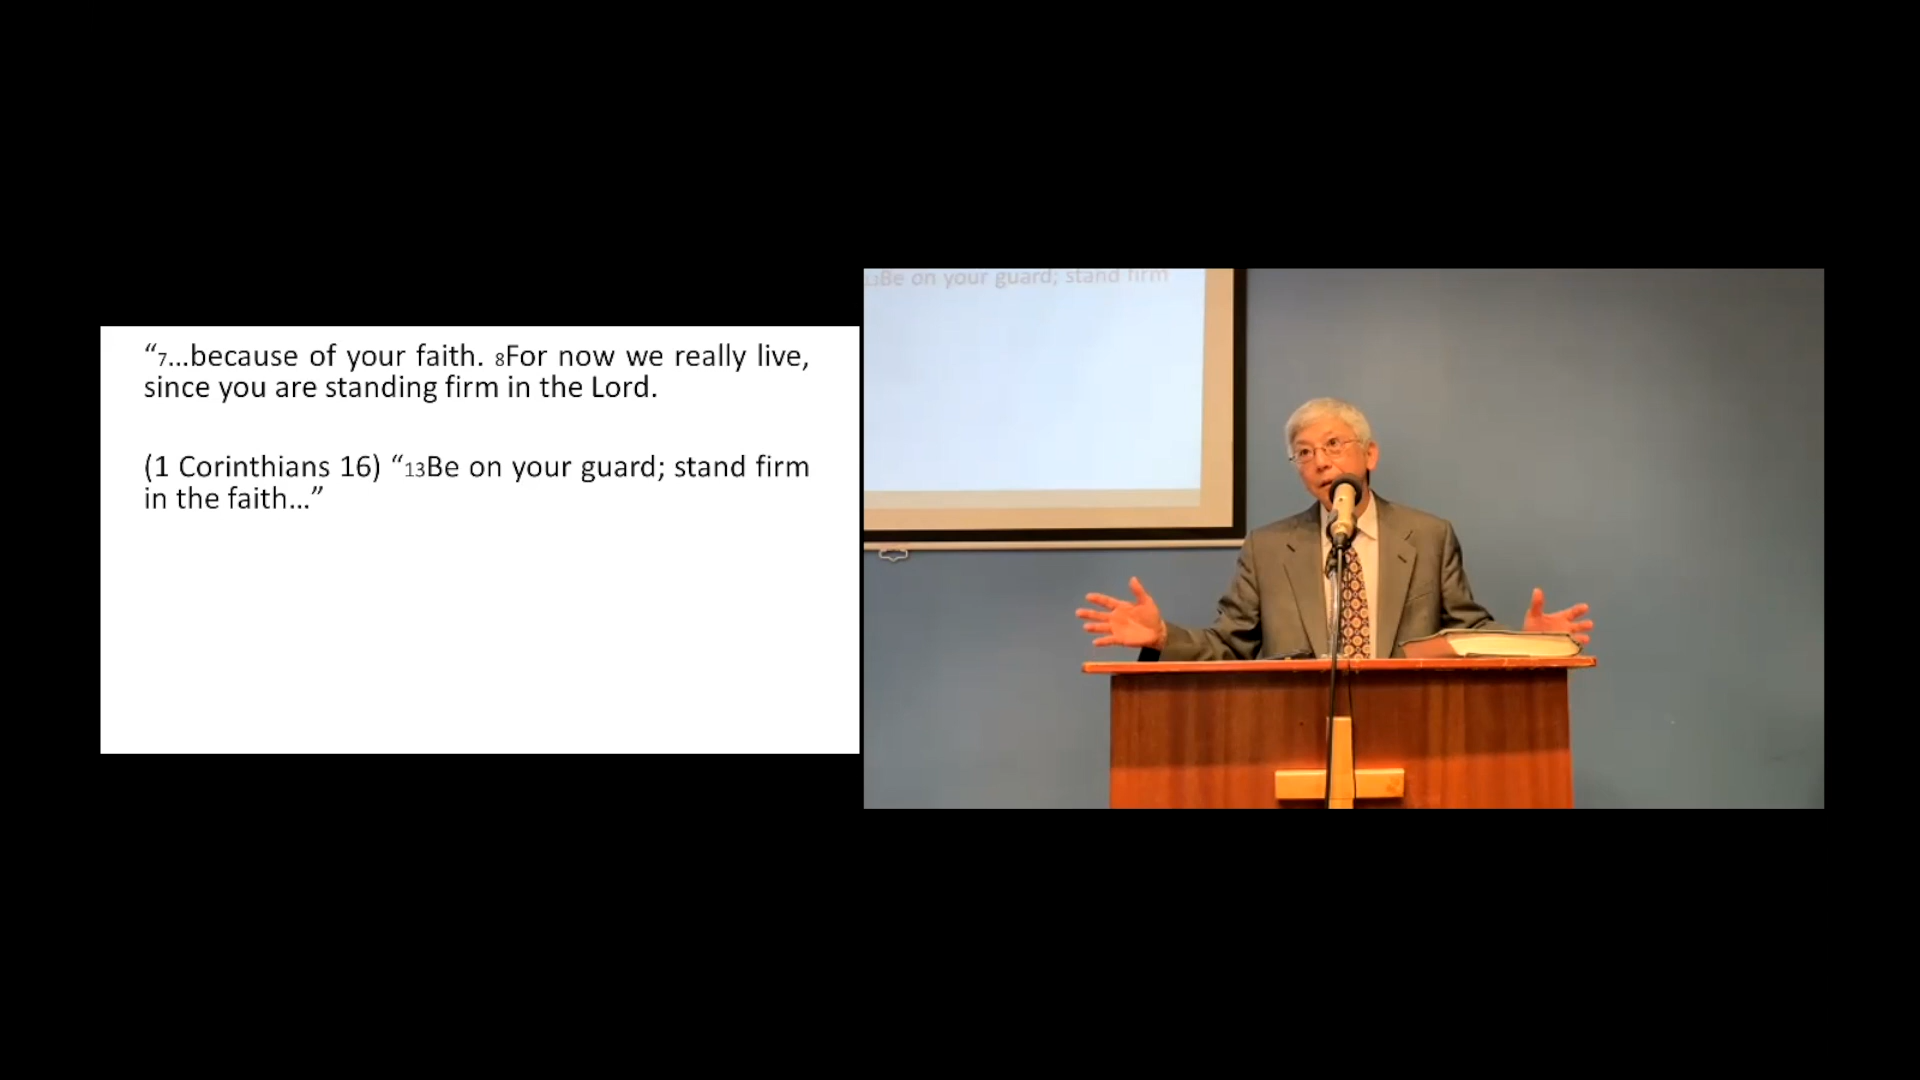 “7...because of your faith. 8For now we really live,
since you are standing firm in the Lord.
(1 Corinthians 16) “13Be on your guard; stand firm
in the faith...”
13Be on your guard; stand firm